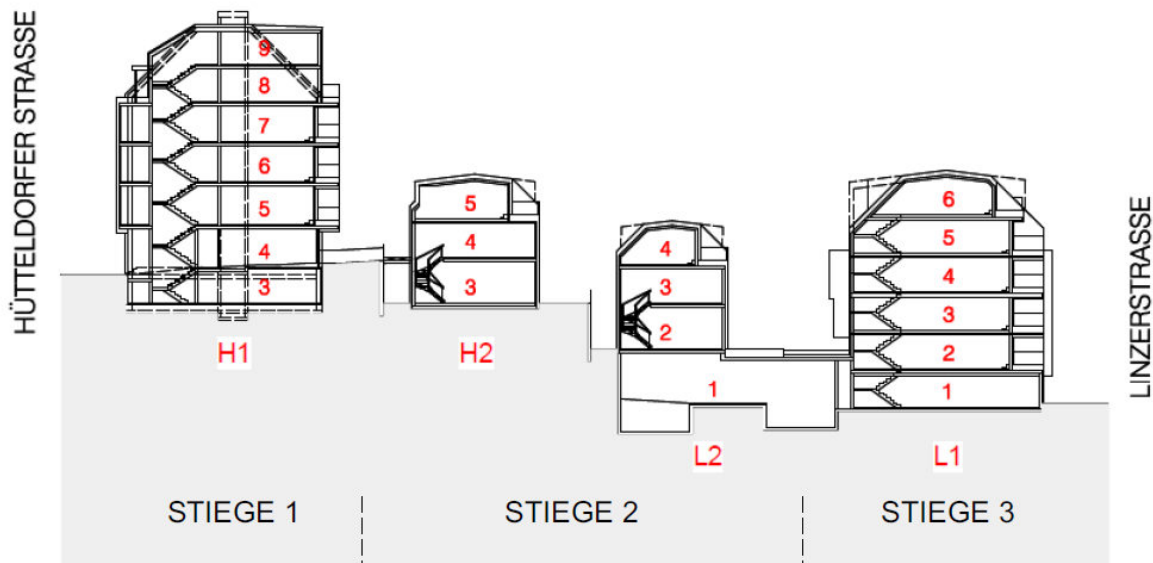 HÜTTELDORFER STRASSE
9
8
7
6
5
4
3
H1
5
4
3
H2
4
3
2
1
L2
6
5
4
3
2
1
L1
LINZERSTRASSE
STIEGE 1
STIEGE 2
STIEGE 3